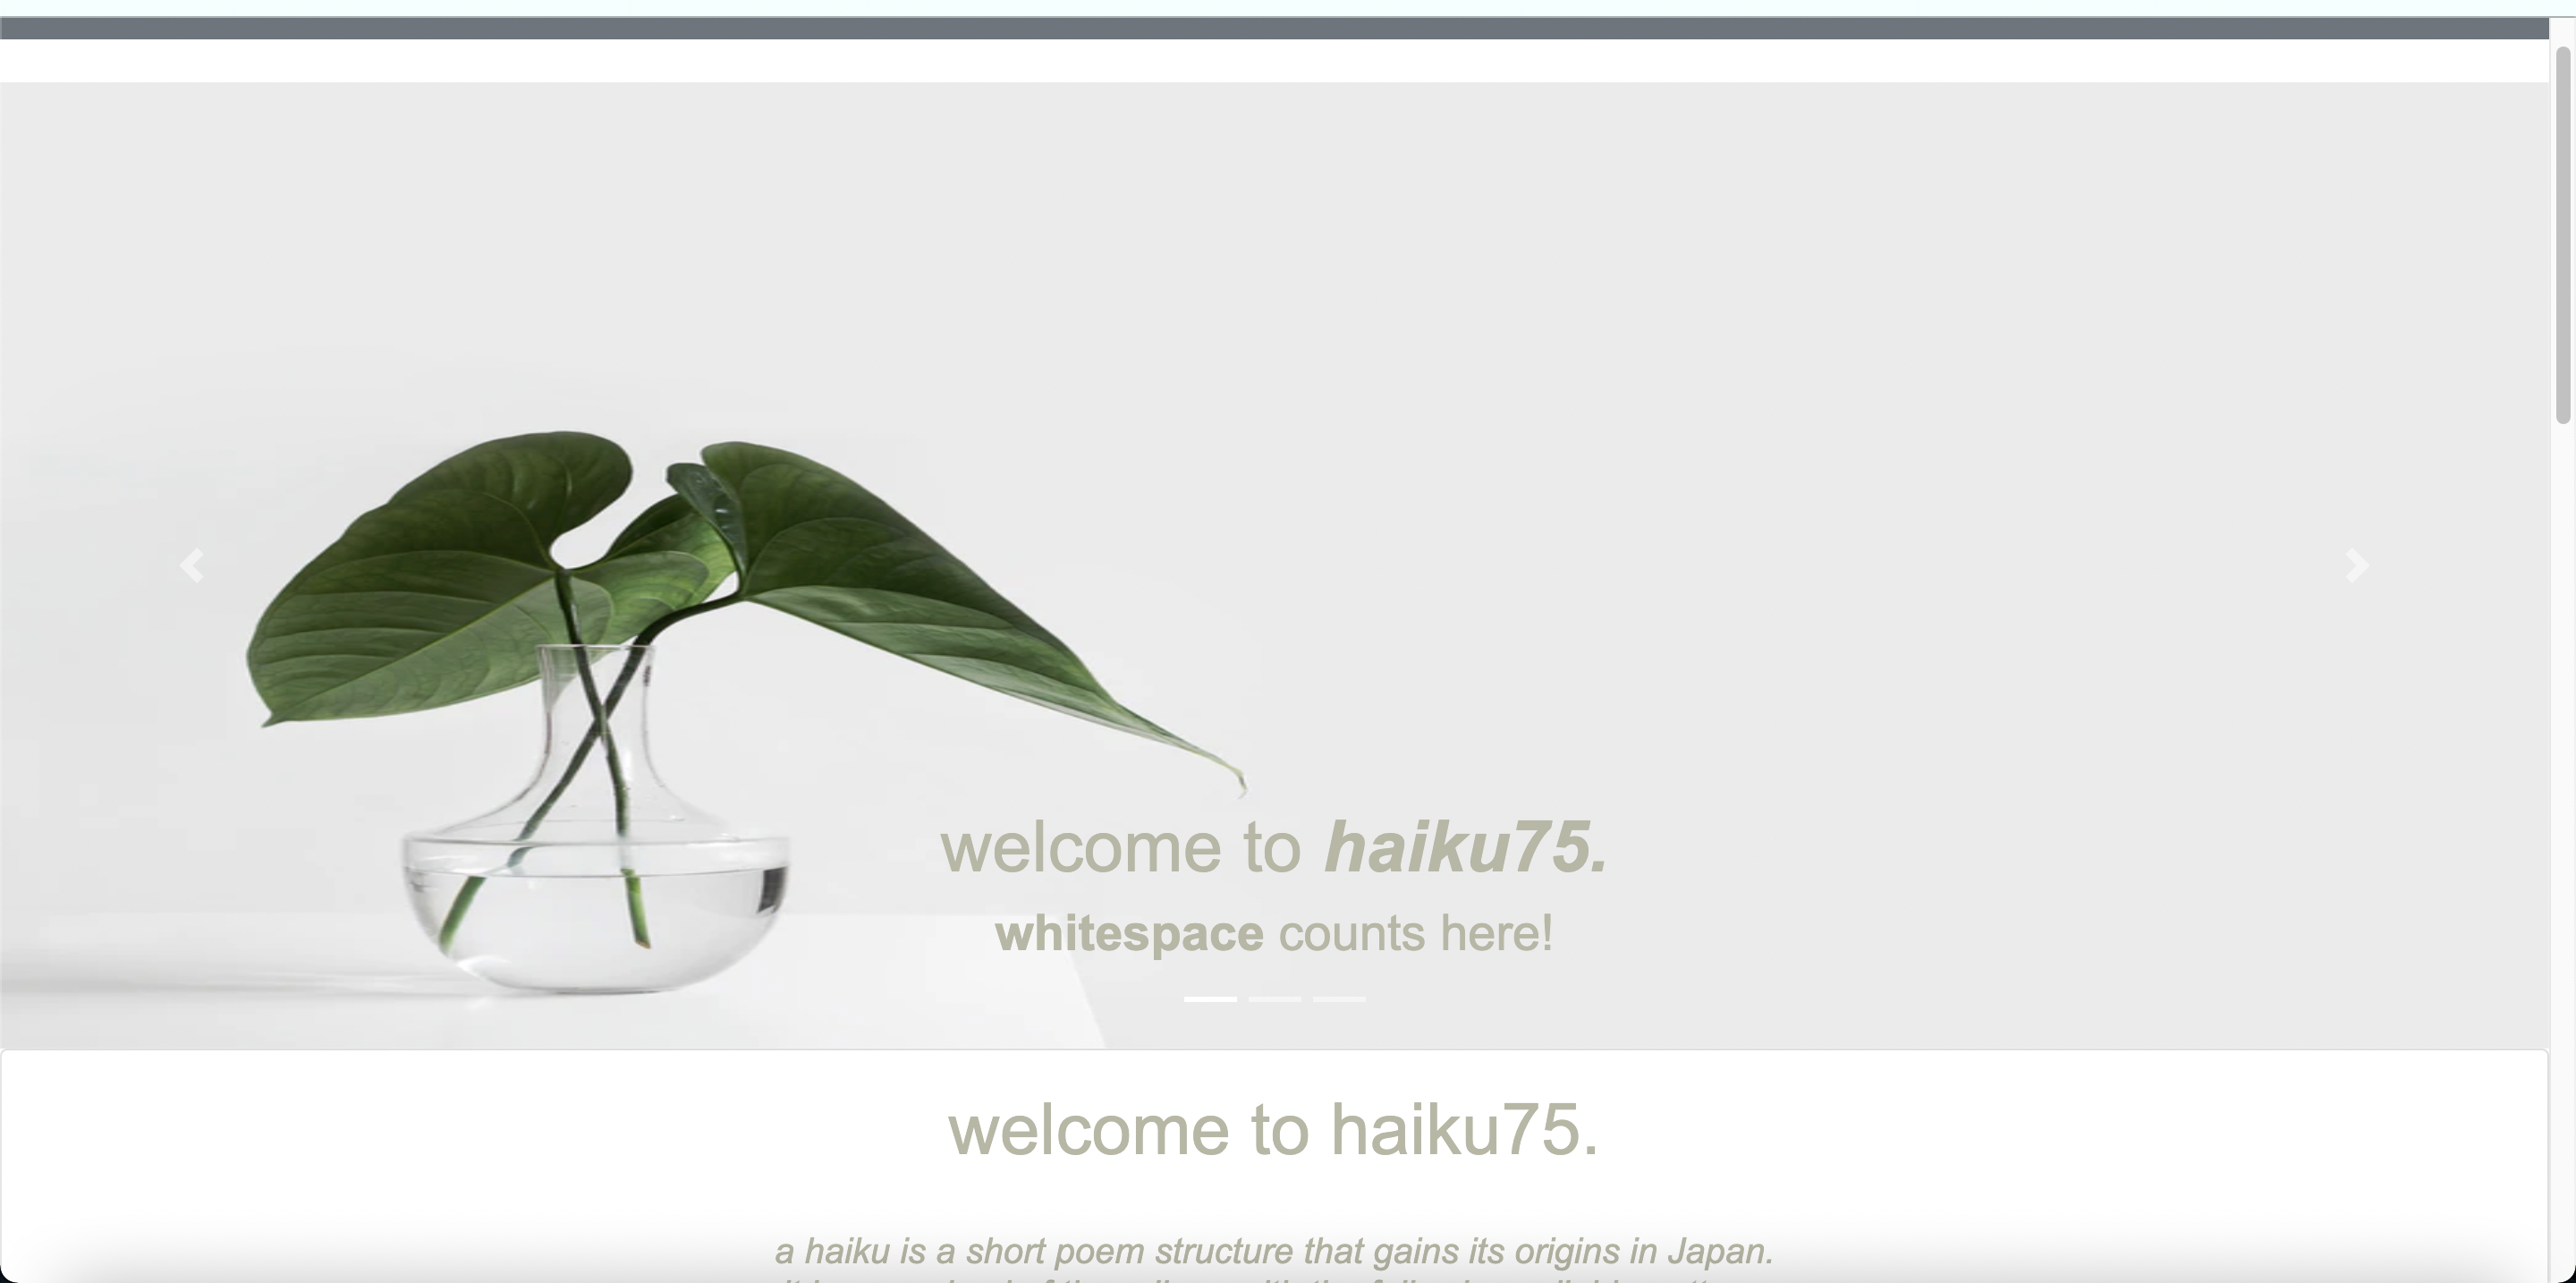 welcome to haiku75.
whitespace counts here!
welcome to haiku75.
a haiku is a short poem structure that gains its origins in Japan.